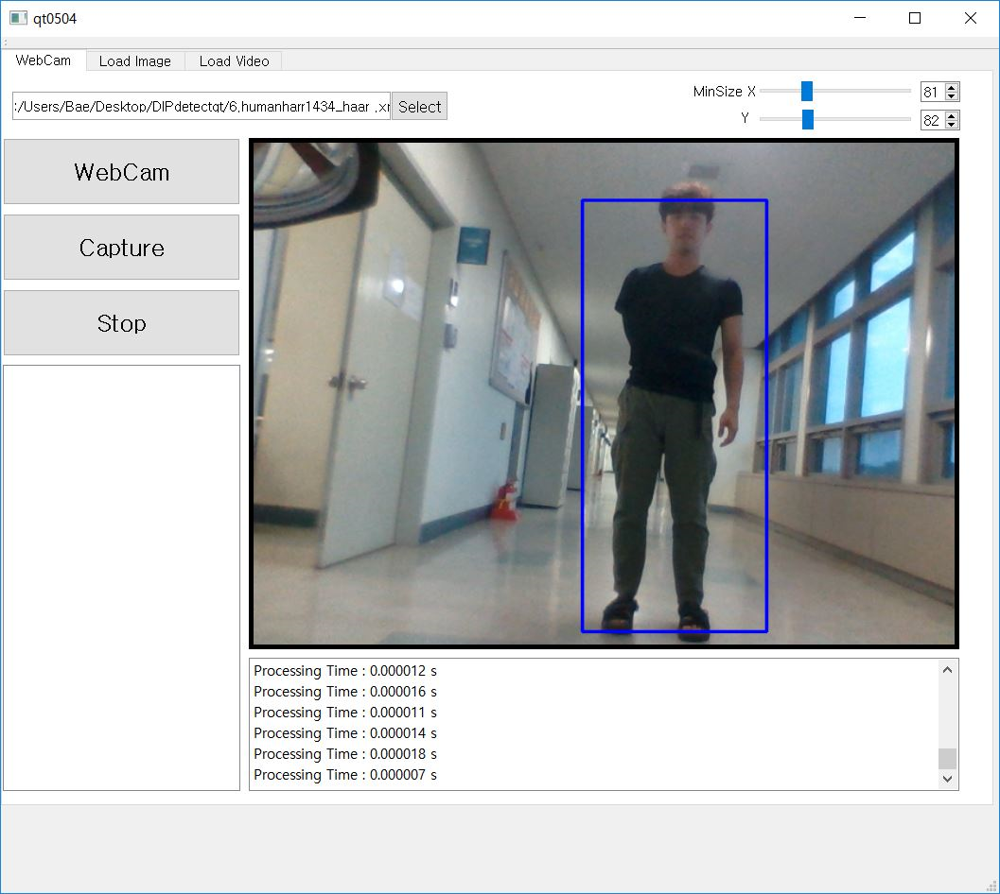 qt0504
WebCam Load Image Load Video
:/Users/Bae/Desktop/DIPdetectqt/6.humanharr1434_haar .xr Select
MinSize X 81
Y 82
WebCam
Capture
Stop
Processing Time : 0.000012 s
Processing Time : 0.000016 s
Processing Time : 0.000011 s
Processing Time : 0.000014 s
Processing Time : 0.000018 s
Processing Time : 0.000007 s